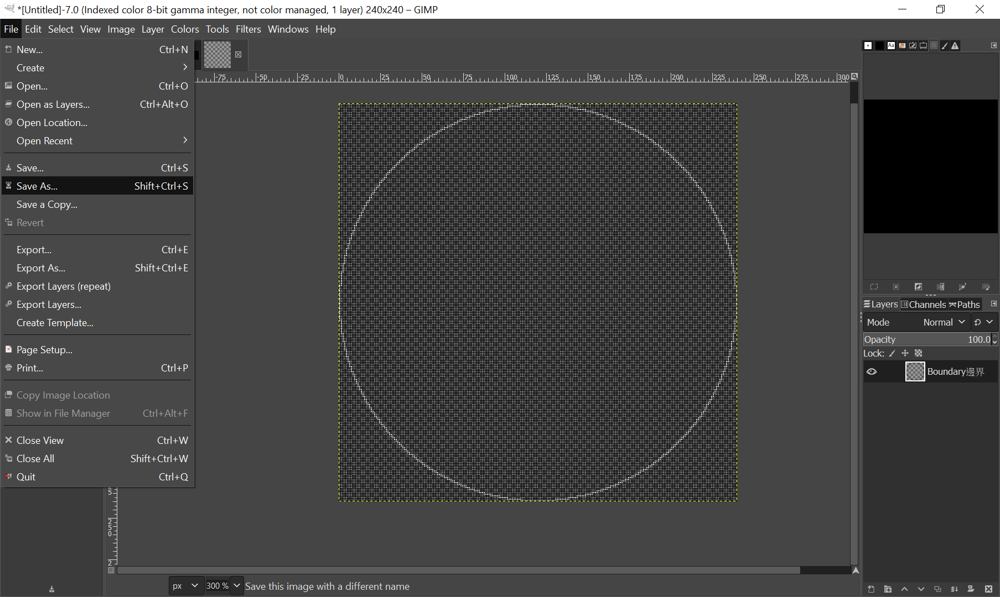 *[Untitled]-7.0 (Indexed color 8-bit gamma integer, not color managed, 1 layer) 240x240 – GIMP
File Edit Select View Image Layer Colors Tools Filters Windows Help
New... Ctrl+N
Create
Open... Ctrl+O
Open as Layers... Ctrl+Alt+O
Open Location...
Open Recent
Save... Ctrl+S
Save As... Shift+Ctrl+S
Save a Copy...
Revert
Export... Ctrl+E
Export As... Shift+Ctrl+E
Export Layers (repeat)
Export Layers...
Create Template...
Page Setup...
Print... Ctrl+P
Copy Image Location
Show in File Manager Ctrl+Alt+F
Close View Ctrl+W
Close All Shift+Ctrl+W
Quit Ctrl+Q
-75 -50 -25 0 25 50 75 100 125 150 175 200 225 250 275 300
5
250
2
Aa
Layers Channels Paths
Mode Normal
Opacity 100.0
Lock:
Boundary邊界
px 300 % Save this image with a different name